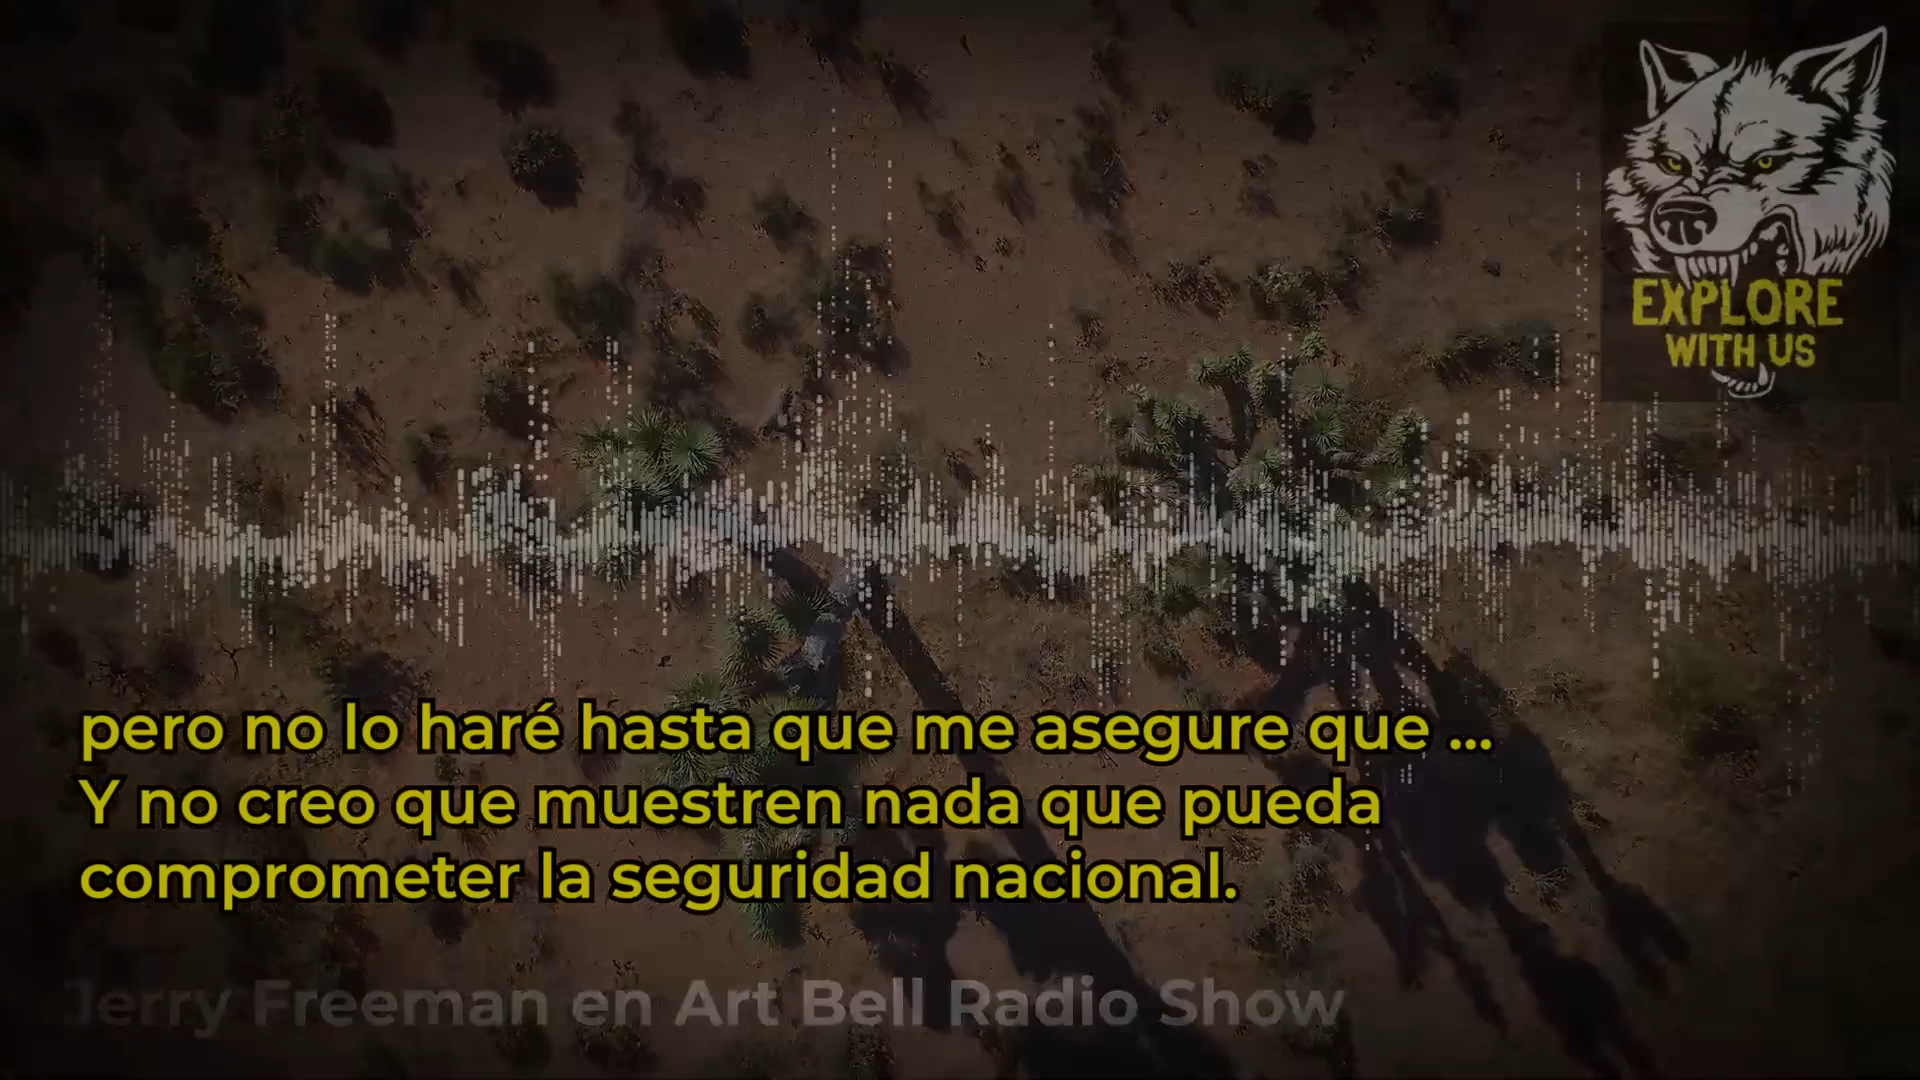 EXPLORE
WITH US
pero no lo haré hasta que me asegure que ...
Y no creo que muestren nada que pueda
comprometer la seguridad nacional.
Jerry Freeman en Art Bell Radio Show